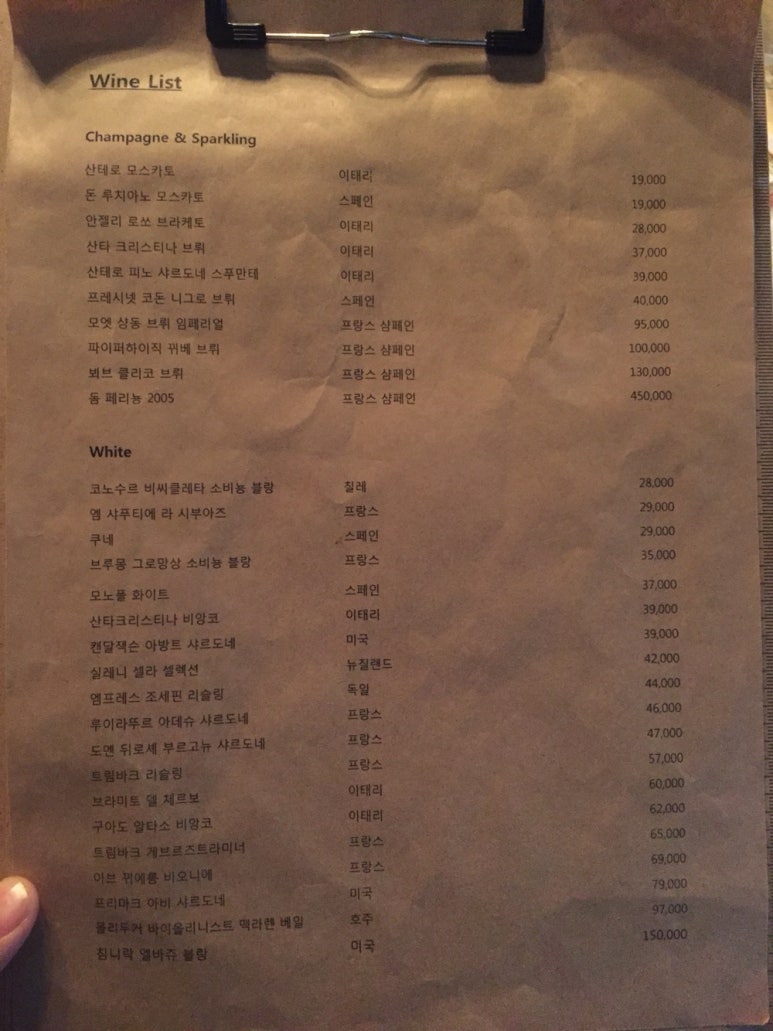 Wine List
Champagne & Sparkling
산테로 모스카토 이태리 19,000
돈 루치아노 모스카토 스페인 19,000
안젤리 로쏘 브라케토 이태리 28,000
산타 크리스티나 브뤼 이태리 37,000
산테로 피노 샤르도네 스푸만테 이태리 39,000
프레시넷 코든 니그로 브뤼 스페인 40,000
모엣 샹동 브뤼 임페리얼 프랑스 샴페인 95,000
파이퍼하이직 뀌베 브뤼 프랑스 샴페인 100,000
뵈브 클리코 브뤼 프랑스 샴페인 130,000
돔 페리뇽 2005 프랑스 샴페인 450,000
White
코노수르 비씨클레타 소비뇽 블랑 칠레 28,000
엠 샤푸티에 라 시부아즈 프랑스 29,000
쿠네 스페인 29,000
브루몽 그로망상 소비뇽 블랑 프랑스 35,000
모노폴 화이트 스페인 37,000
산타크리스티나 비앙코 이태리 39,000
캔달잭슨 아방트 샤르도네 미국 39,000
실레니 셀라 셀렉션 뉴질랜드 42,000
엠프레스 조세핀 리슬링 독일 44,000
루이라뚜르 아데슈 샤르도네 프랑스 46,000
도멘 뒤로셰 부르고뉴 샤르도네 프랑스 47,000
트림바크 리슬링 프랑스 57,000
브라미토 델 체르보 이태리 60,000
구아도 알타소 비앙코 이태리 62,000
트림바크 게브르즈트라미너 프랑스 65,000
이브 뀌에롱 비오니에 프랑스 69,000
프리마크 아비 샤르도네 미국 79,000
몰리두커 바이올리니스트 맥라렌 베일 호주 97,000
침니락 엘바쥬 블랑 미국 150,000